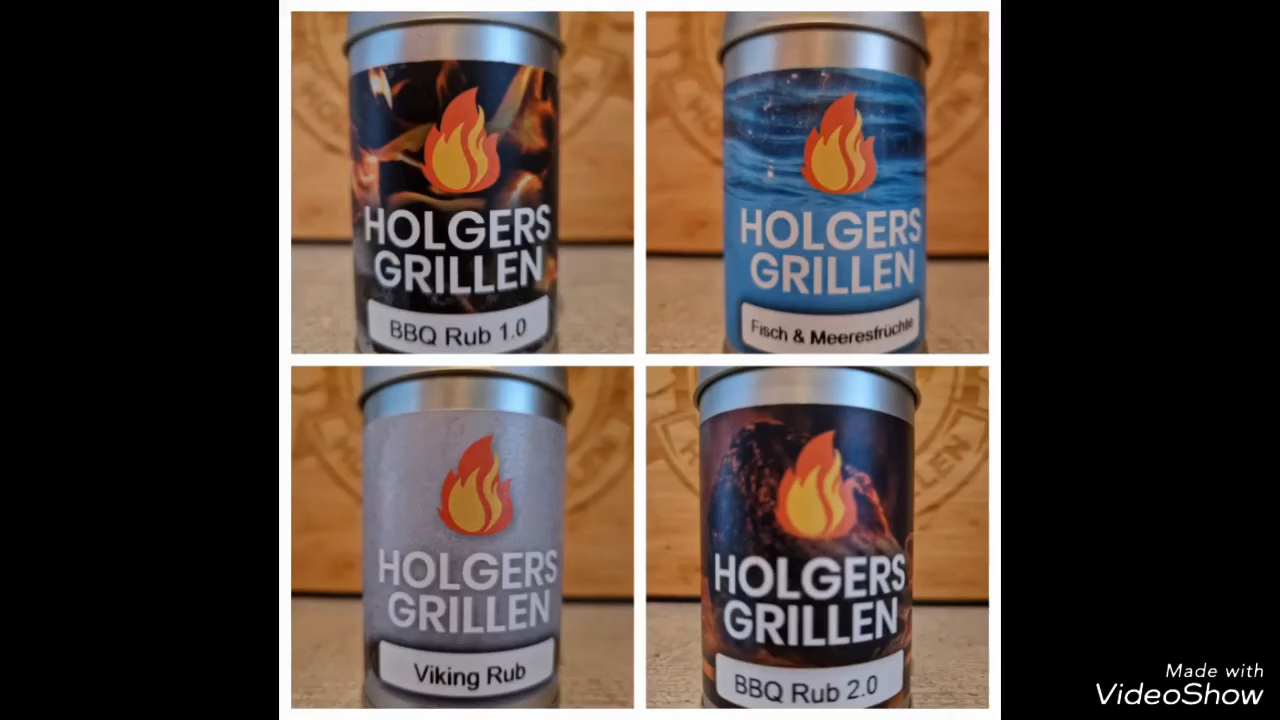 HOLGERS
GRILLEN
BBQ Rub 1.0
HOLGERS
GRILLEN
Fisch & Meeresfrüchte
HOLGERS
GRILLEN
Viking Rub
HOLGERS
GRILLEN
BBQ Rub 2.0
Made with
VideoShow